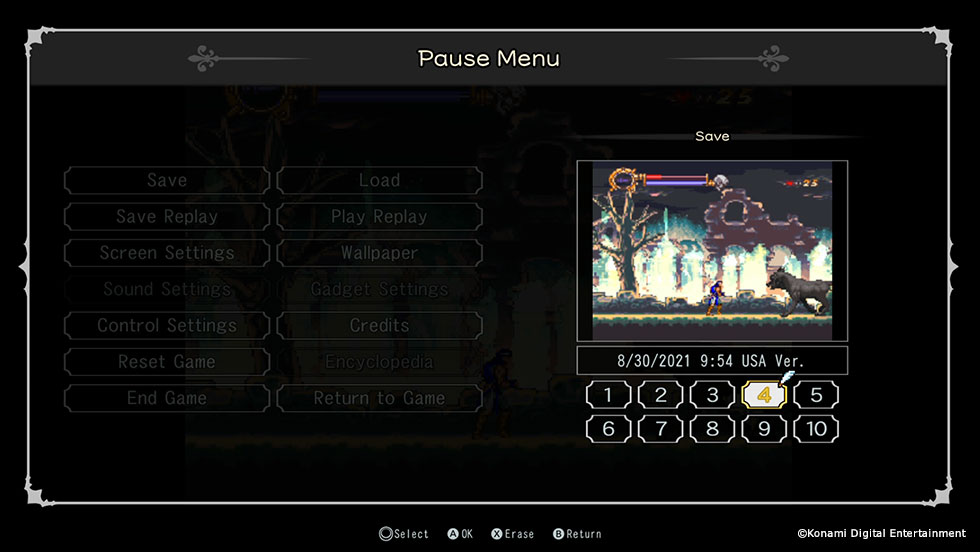 Pause Menu
25
Save
Save Load
Save Replay Play Replay
Screen Settings Wallpaper
Sound Settings Gadget Settings
Control Settings Credits
Reset Game Encyclopedia
End Game Return to Game
25
8/30/2021 9:54 USA Ver.
1 2 3 4 5
6 7 8 9 10
Select A OK X Erase B Return
©Konami Digital Entertainment